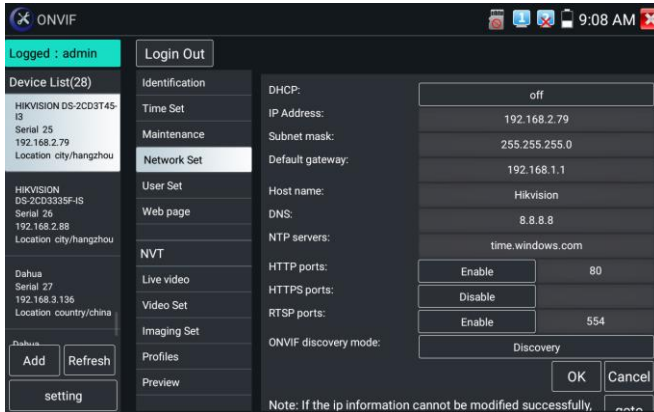 ONVIF
1
9:08 AM
Logged : admin
Login Out
Device List(28)
HIKVISION DS-2CD3T45-
I3
Serial 25
192.168.2.79
Location city/hangzhou
HIKVISION
DS-2CD3335F-IS
Serial 26
192.168.2.88
Location city/hangzhou
Dahua
Serial 27
192.168.3.136
Location country/china
Dahua
Add
Refresh
setting
Identification
Time Set
Maintenance
Network Set
User Set
Web page
NVT
Live video
Video Set
Imaging Set
Profiles
Preview
DHCP: off
IP Address: 192.168.2.79
Subnet mask: 255.255.255.0
Default gateway: 192.168.1.1
Host name: Hikvision
DNS: 8.8.8.8
NTP servers: time.windows.com
HTTP ports: Enable 80
HTTPS ports: Disable
RTSP ports: Enable 554
ONVIF discovery mode: Discovery
OK Cancel
Note: If the ip information cannot be modified successfully,
goto